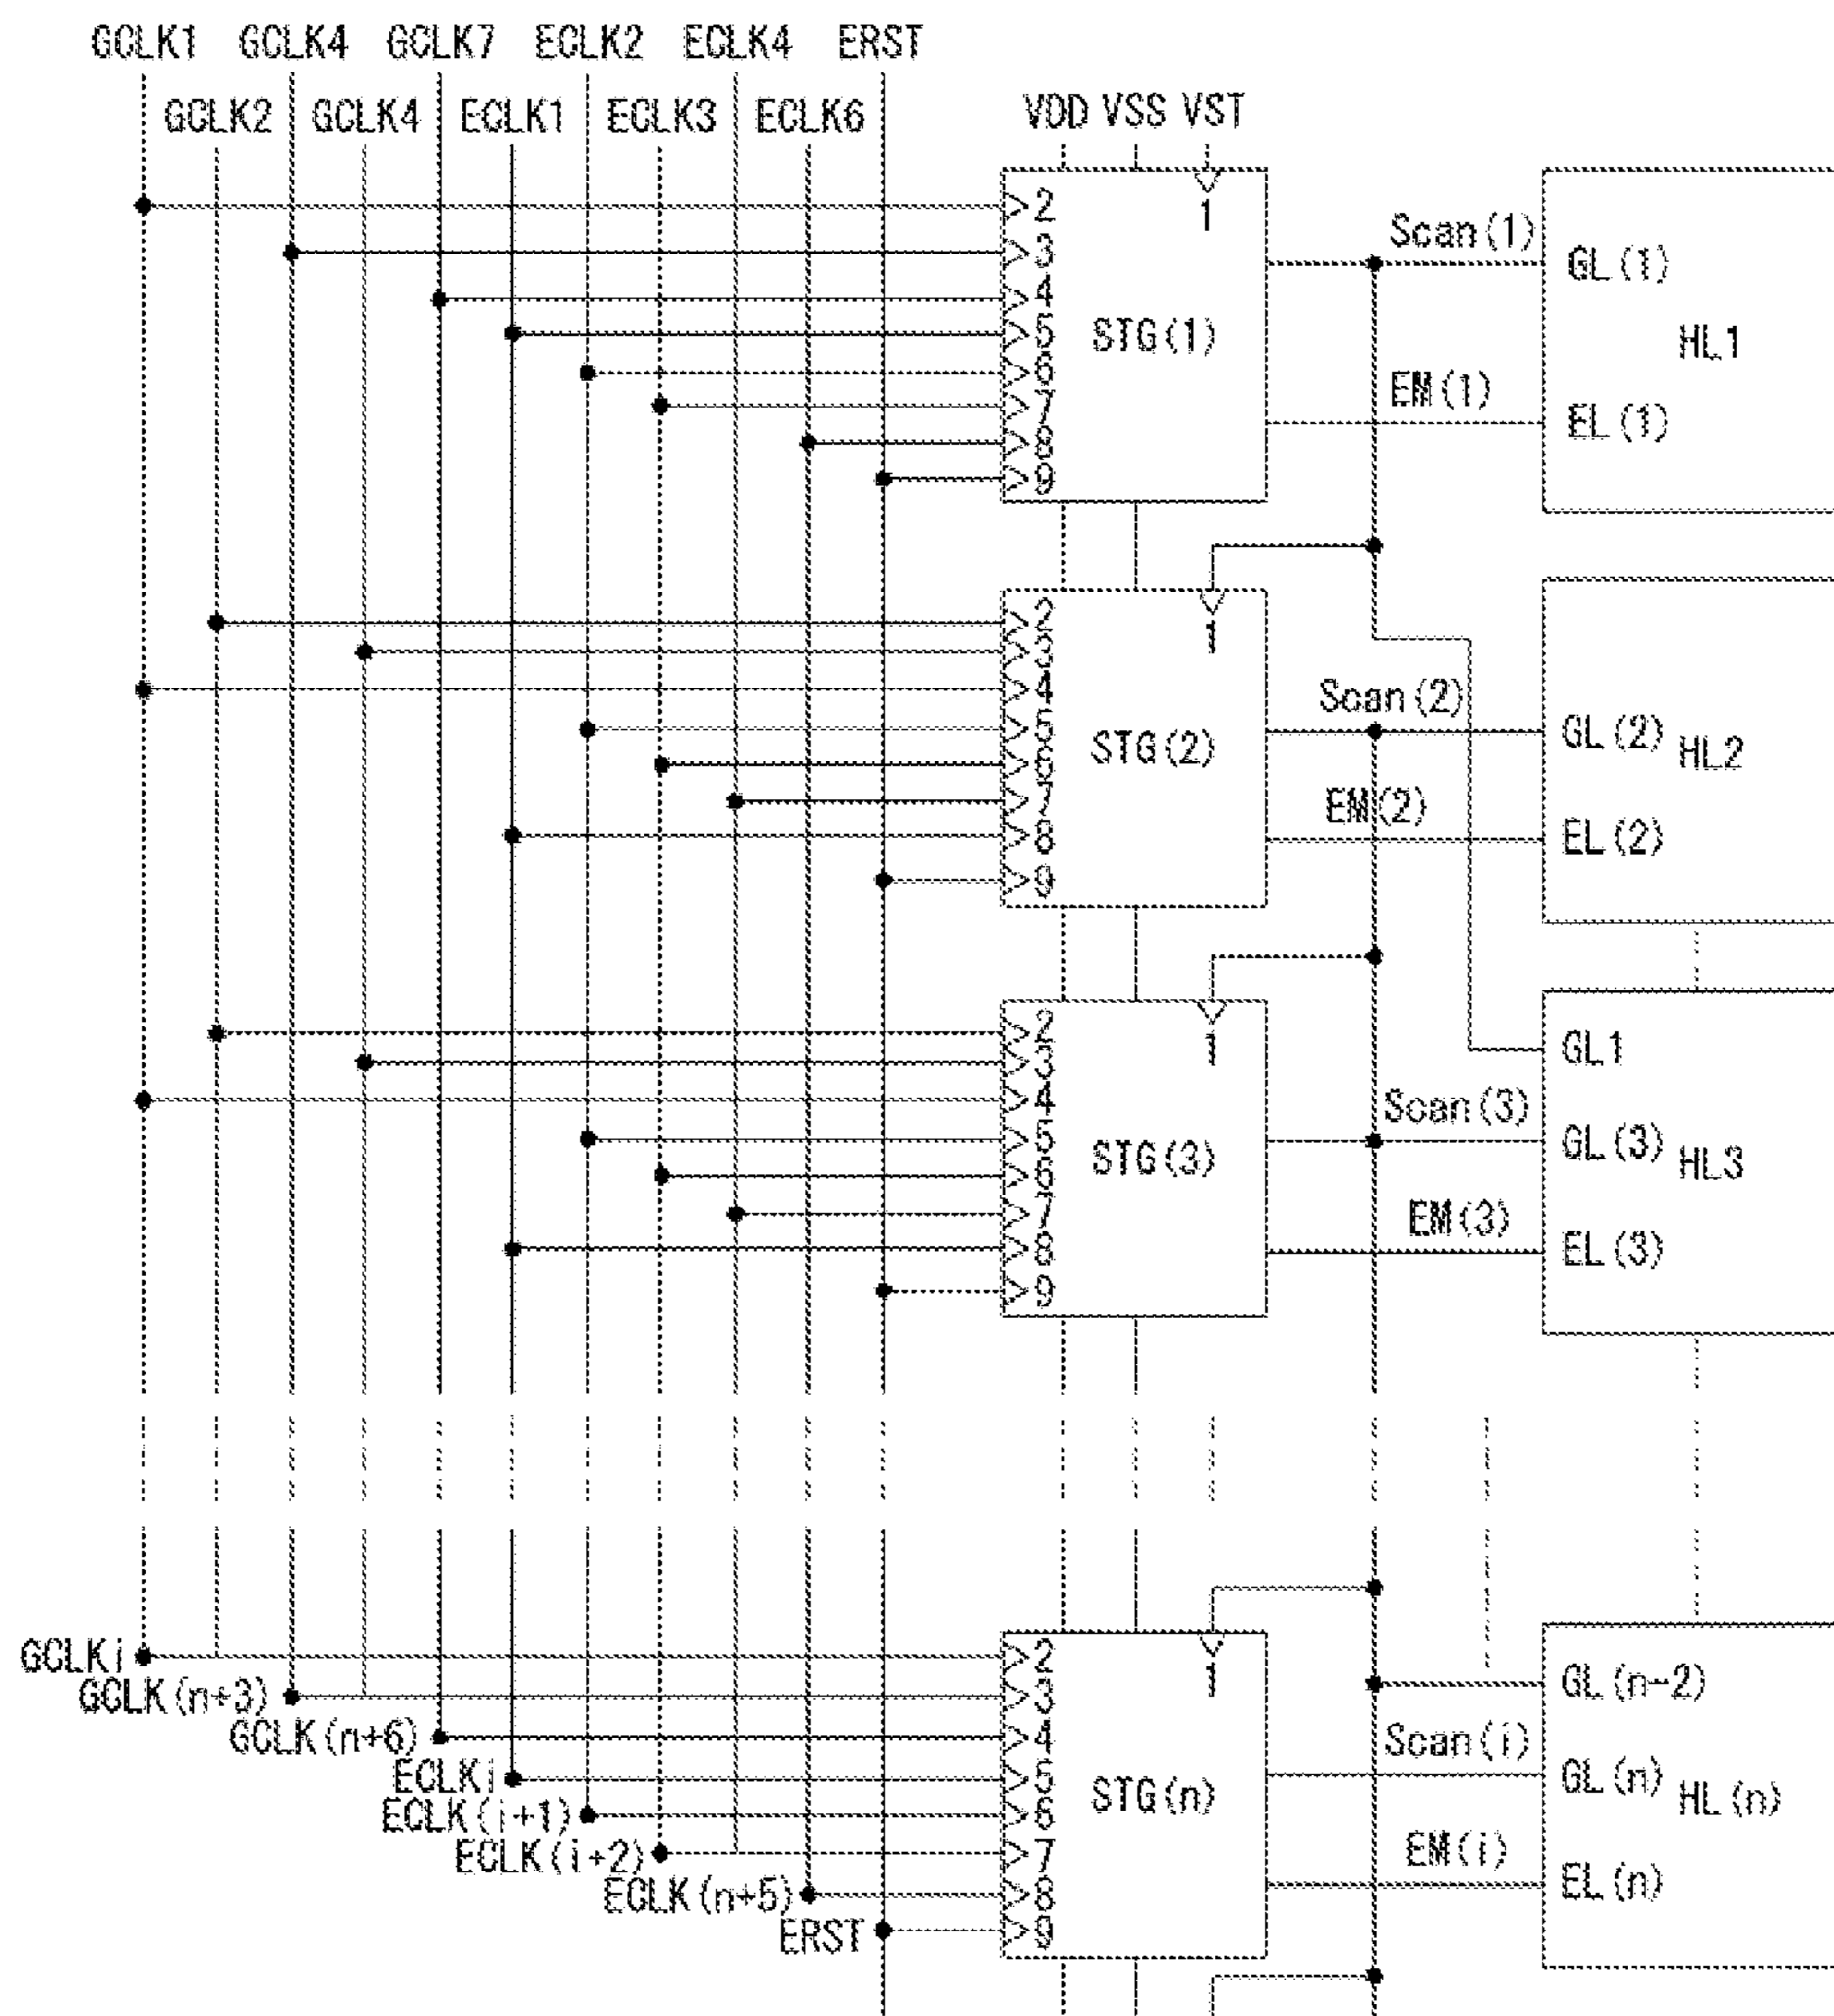 GCLK1 GCLK4 GCLK7 ECLK2 ECLK4 ERST
GCLK2 GCLK4 ECLK1 ECLK3 ECLK6
VDD VSS VST
2
3
4
5
6
7
8
9
1
STG(1)
Scan(1)
EM(1)
GL(1)
HL1
EL(1)
2
3
4
5
6
7
8
9
1
STG(2)
Scan(2)
EM(2)
GL(2)
HL2
EL(2)
2
3
4
5
6
7
8
9
1
STG(3)
Scan(3)
EM(3)
GL1
GL(3)
HL3
EL(3)
GCLKi
GCLK(n+3)
GCLK(n+6)
ECLKi
ECLK(i+1)
ECLK(i+2)
ECLK(n+5)
ERST
2
3
4
5
6
7
8
9
1
STG(n)
Scan(i)
EM(i)
GL(n-2)
GL(n)
HL(n)
EL(n)